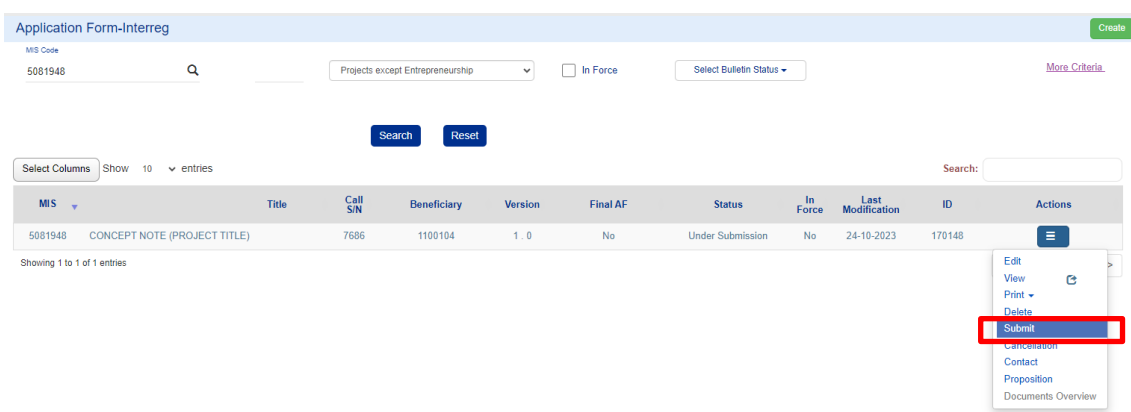 Application Form-Interreg
Create
MIS Code
5081948
Projects except Entrepreneurship
In Force
Select Bulletin Status
More Criteria
Search
Reset
Select Columns Show 10 entries
Search:
MIS Title Call S/N Beneficiary Version Final AF Status In Force Last Modification ID Actions
5081948 CONCEPT NOTE (PROJECT TITLE) 7686 1100104 1 . 0 No Under Submission No 24-10-2023 170148
Showing 1 to 1 of 1 entries
>
Edit
View
Print
Delete
Submit
Cancellation
Contact
Proposition
Documents Overview